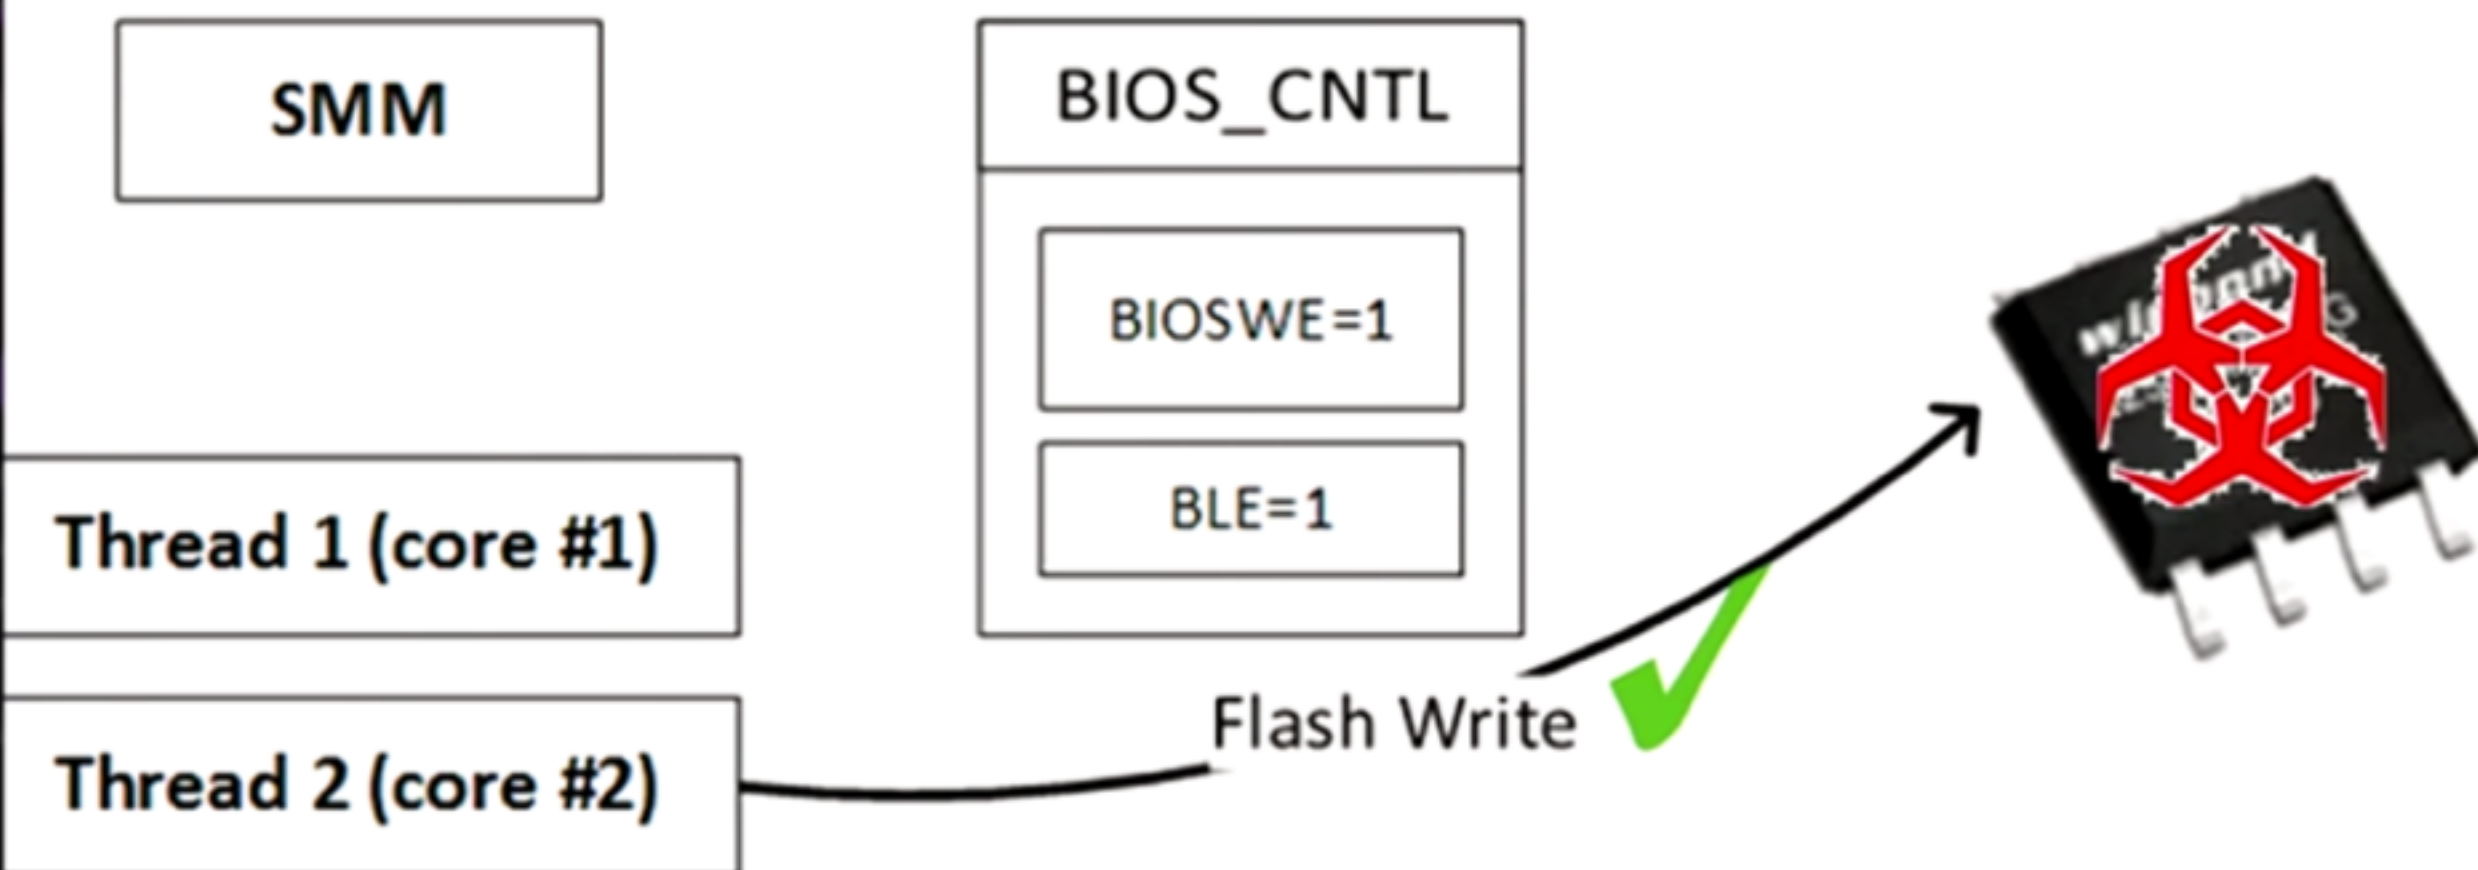 SMM
BIOS_CNTL
BIOSWE=1
BLE=1
Thread 1 (core #1)
Thread 2 (core #2)
Flash Write